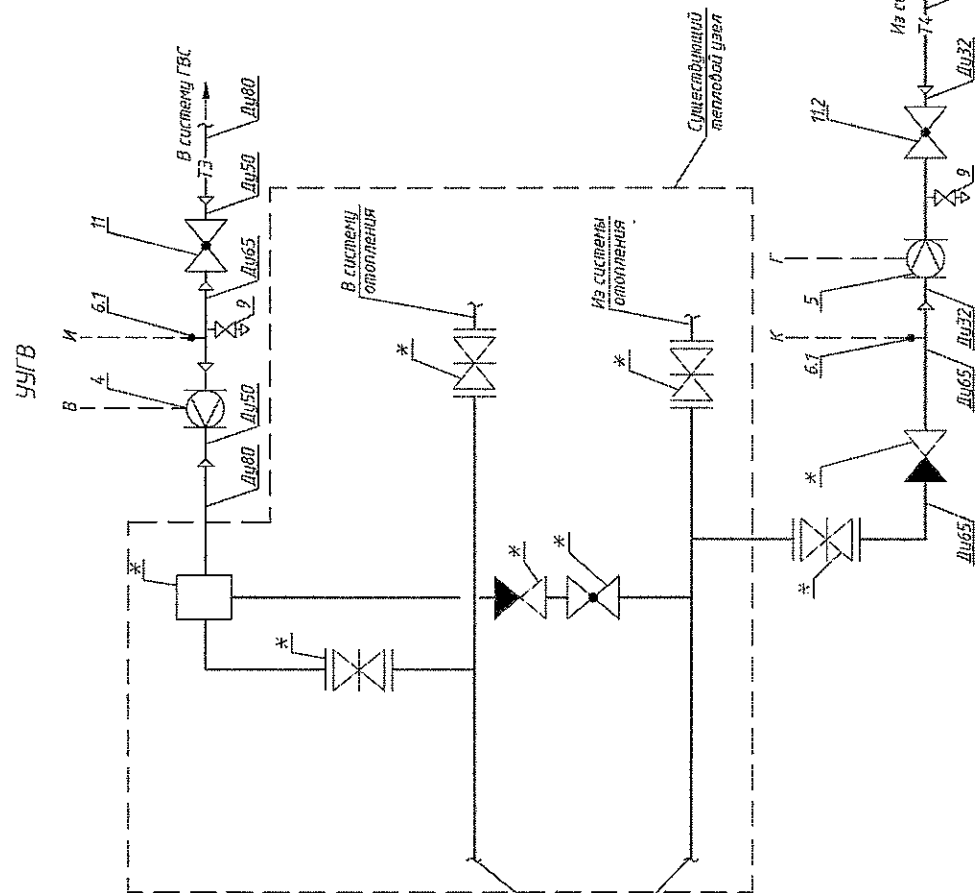 УУГВ
В
4
И
6.1
11
В систему ГВС
Т3
Ду80
Ду50
Ду65
9
Ду50
Ду80
*
*
В систему
отопления
*
Из системы
отопления
*
*
*
Существующий
тепловой узел
Из
Т4
Ду32
11.2
9
Г
5
Ду32
К
6.1
Ду65
*
*
Ду65